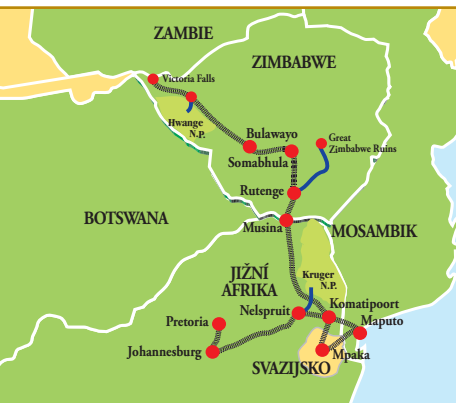 ZAMBIE
ZIMBABWE
Victoria Falls
Hwange
N.P.
Bulawayo
Great
Zimbabwe Ruins
Somabhula
Rutenge
BOTSWANA
Musina
MOSAMBIK
JIŽNÍ
AFRIKA
Kruger
N.P.
Nelspruit
Komatipoort
Pretoria
Maputo
Johannesburg
Mpaka
SVAZIJSKO